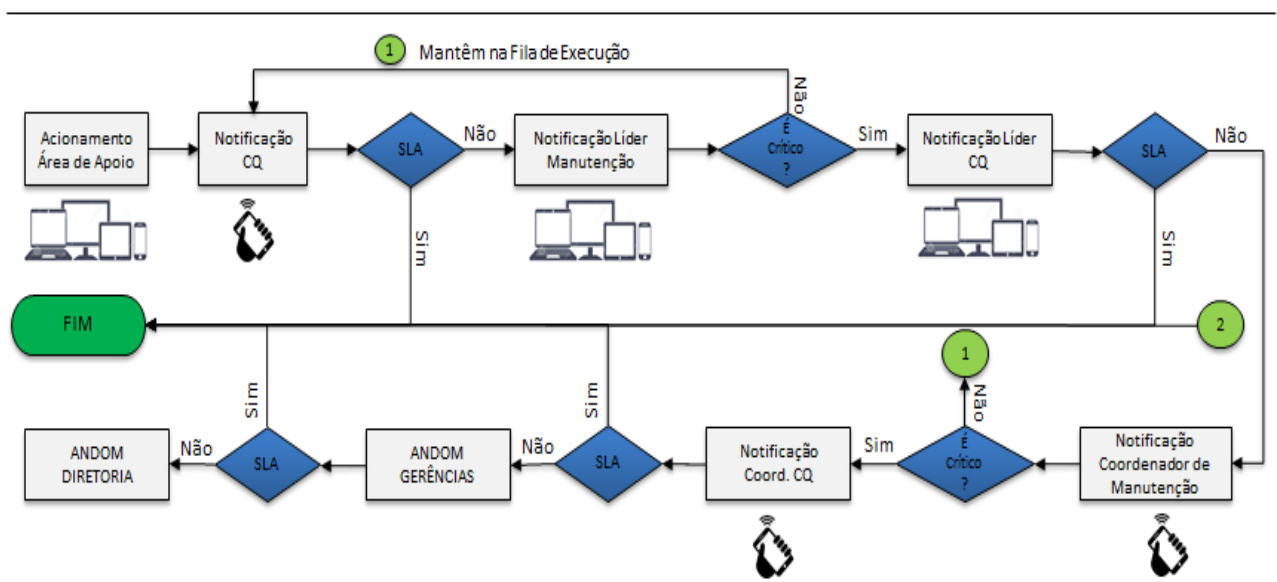 1 Mantêm na Fila de Execução
Não
Acionamento
Área de Apoio
Notificação
CQ
SLA
Não
Notificação Líder
Manutenção
É
Crítico
?
Sim
Notificação Líder
CQ
SLA
Não
Sim
Sim
FIM
2
1
Não
Sim
Sim
ANDOM
DIRETORIA
Não
SLA
ANDOM
GERÊNCIAS
Não
SLA
Notificação
Coord. CQ
Sim
É
Crítico
?
Notificação
Coordenador de
Manutenção